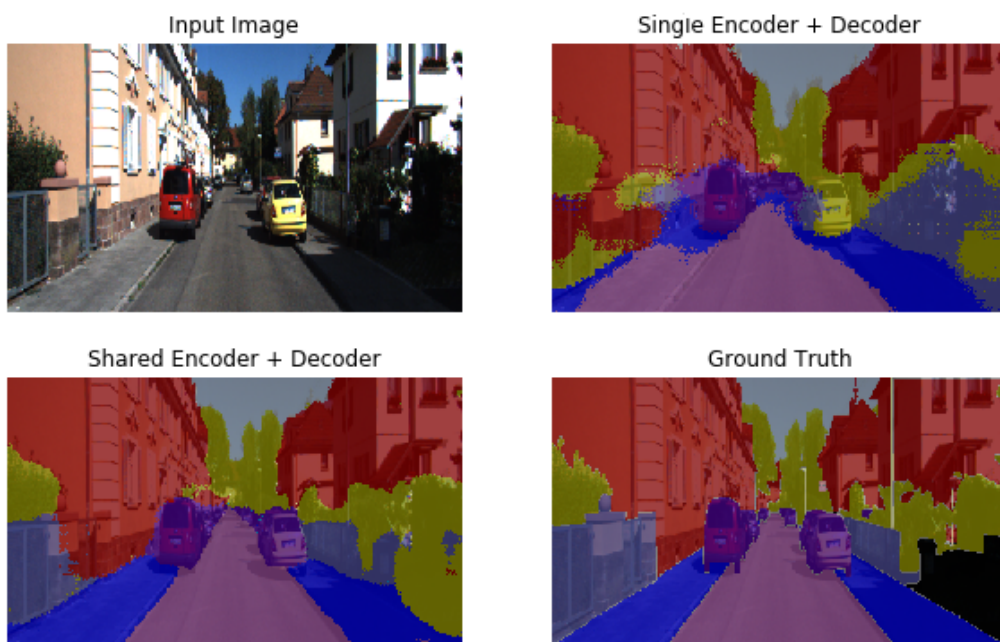 Input Image
Single Encoder + Decoder
Shared Encoder + Decoder
Ground Truth